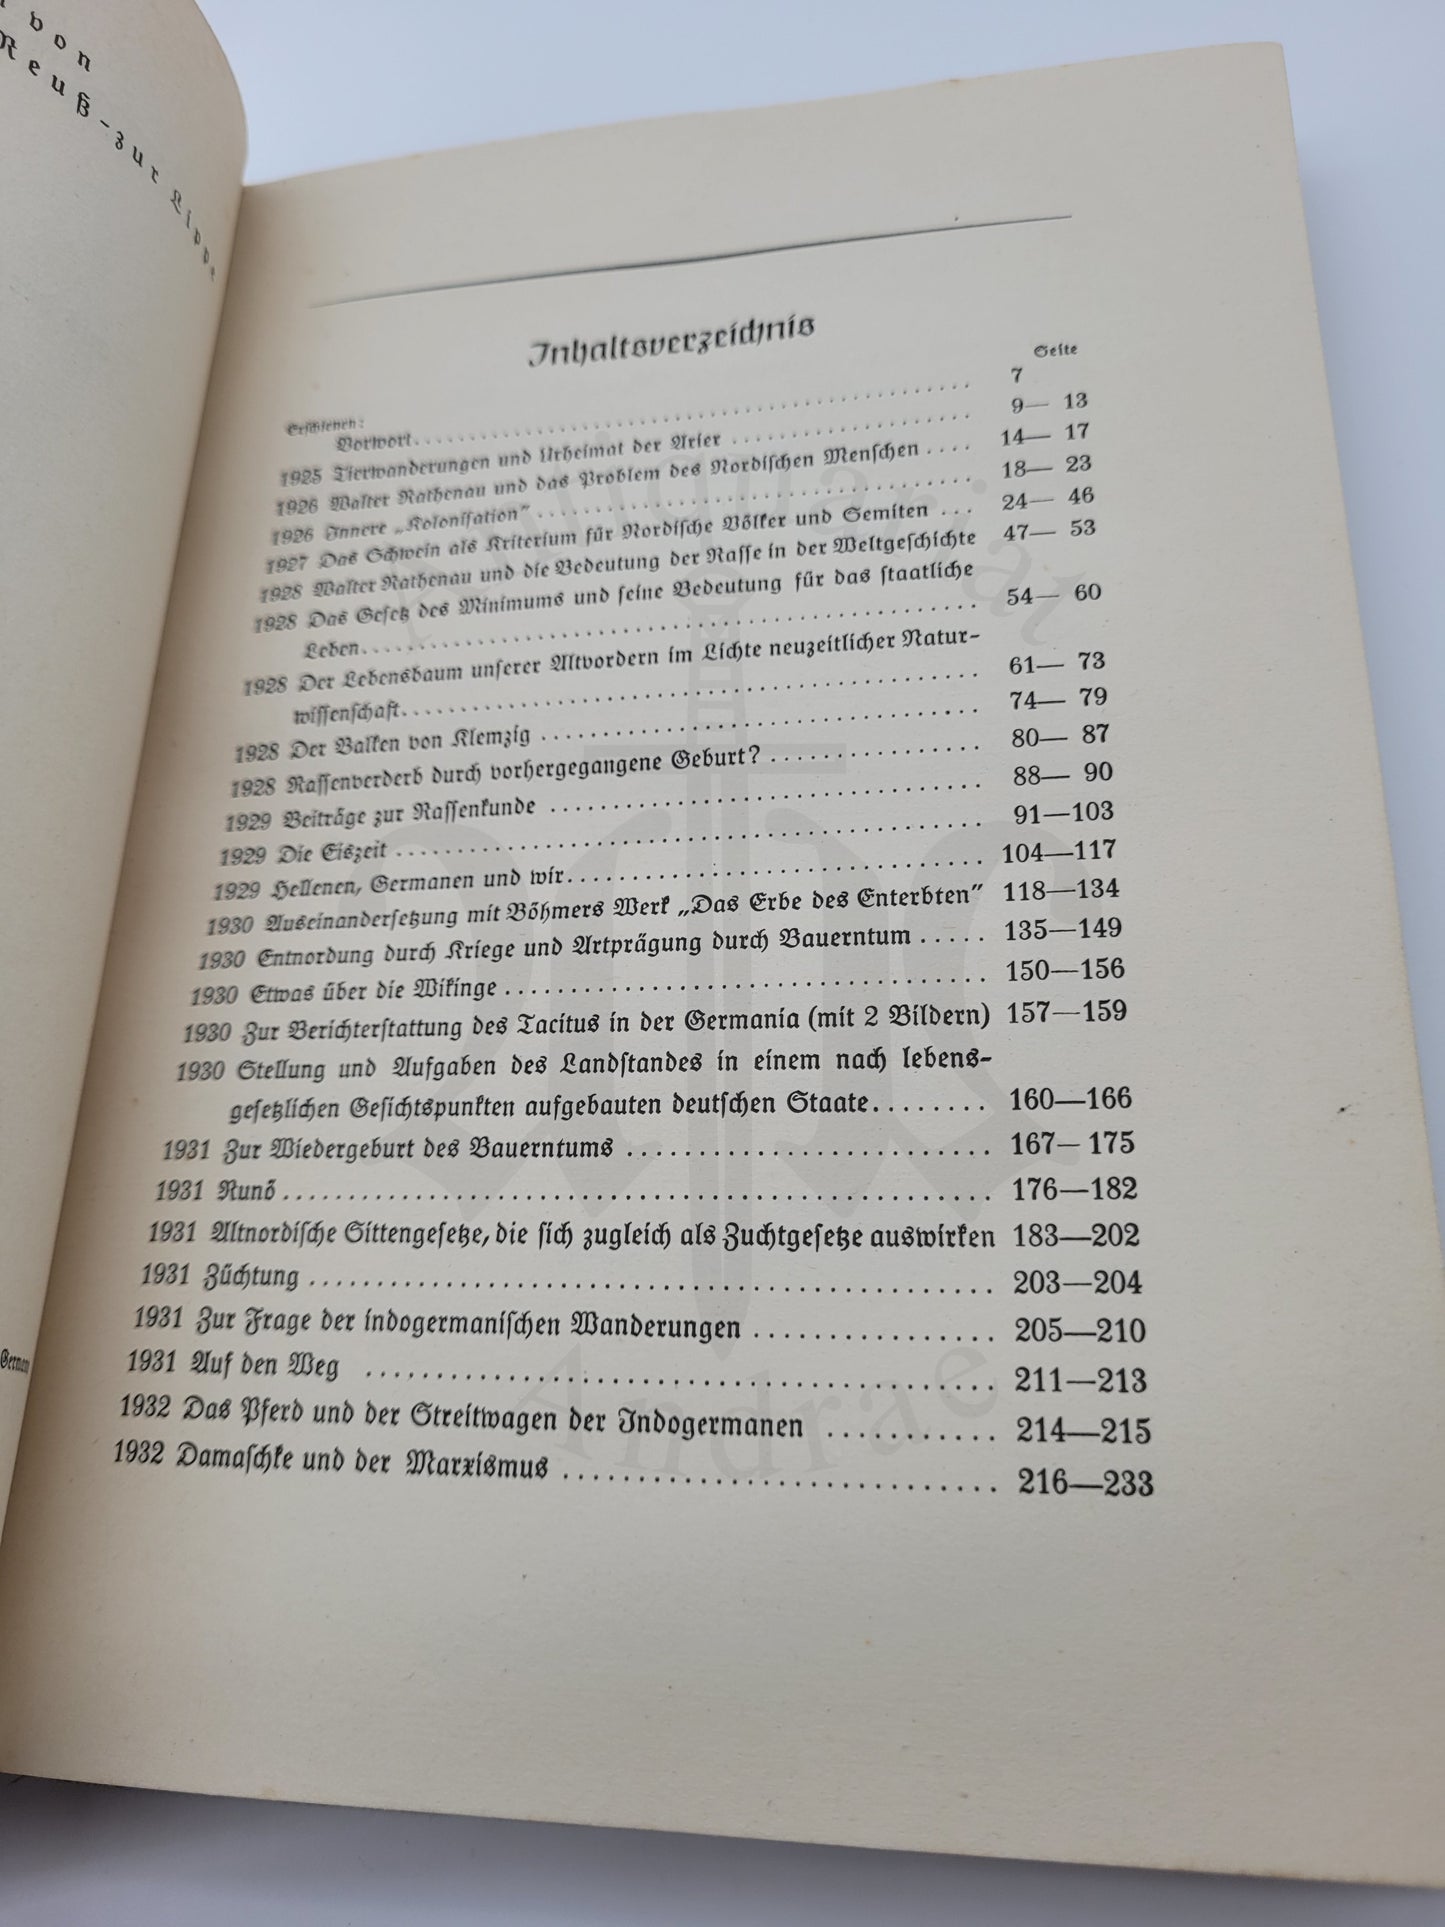 von
Reuß-zur Lippe
German
Inhaltsverzeichnis
Seite
Erschienen:
Vorwort . . . . . . . . . . 7
1925 Tierwanderungen und Urheimat der Arier . . . . . . . . . . 9— 13
1926 Walter Rathenau und das Problem des Nordischen Menschen . . . . 14— 17
1926 Innere „Kolonisation" . . . . . . . . . . 18— 23
1927 Das Schwein als Kriterium für Nordische Völker und Semiten . . . 24— 46
1928 Walter Rathenau und die Bedeutung der Rasse in der Weltgeschichte 47— 53
1928 Das Gesetz des Minimums und seine Bedeutung für das staatliche
Leben . . . . . . . . . . 54— 60
1928 Der Lebensbaum unserer Altvordern im Lichte neuzeitlicher Natur-
wissenschaft . . . . . . . . . . 61— 73
1928 Der Balken von Klemzig . . . . . . . . . . 74— 79
1928 Rassenverderb durch vorhergegangene Geburt? . . . . . . . . . . 80— 87
1929 Beiträge zur Rassenkunde . . . . . . . . . . 88— 90
1929 Die Eiszeit . . . . . . . . . . 91—103
1929 Hellenen, Germanen und wir . . . . . . . . . . 104—117
1930 Auseinandersetzung mit Böhmers Werk „Das Erbe des Enterbten" 118—134
1930 Entnordung durch Kriege und Artprägung durch Bauerntum . . . . . 135—149
1930 Etwas über die Wikinge . . . . . . . . . . 150—156
1930 Zur Berichterstattung des Tacitus in der Germania (mit 2 Bildern) 157—159
1930 Stellung und Aufgaben des Landstandes in einem nach lebens-
gesetzlichen Gesichtspunkten aufgebauten deutschen Staate . . . . . . . . 160—166
1931 Zur Wiedergeburt des Bauerntums . . . . . . . . . . 167—175
1931 Runö . . . . . . . . . . 176—182
1931 Altnordische Sittengesetze, die sich zugleich als Zuchtgesetze auswirken 183—202
1931 Züchtung . . . . . . . . . . 203—204
1931 Zur Frage der indogermanischen Wanderungen . . . . . . . . . . 205—210
1931 Auf den Weg . . . . . . . . . . 211—213
1932 Das Pferd und der Streitwagen der Indogermanen . . . . . . . . . . 214—215
1932 Damaschke und der Marxismus . . . . . . . . . . 216—233
Antiquariat
Andrae